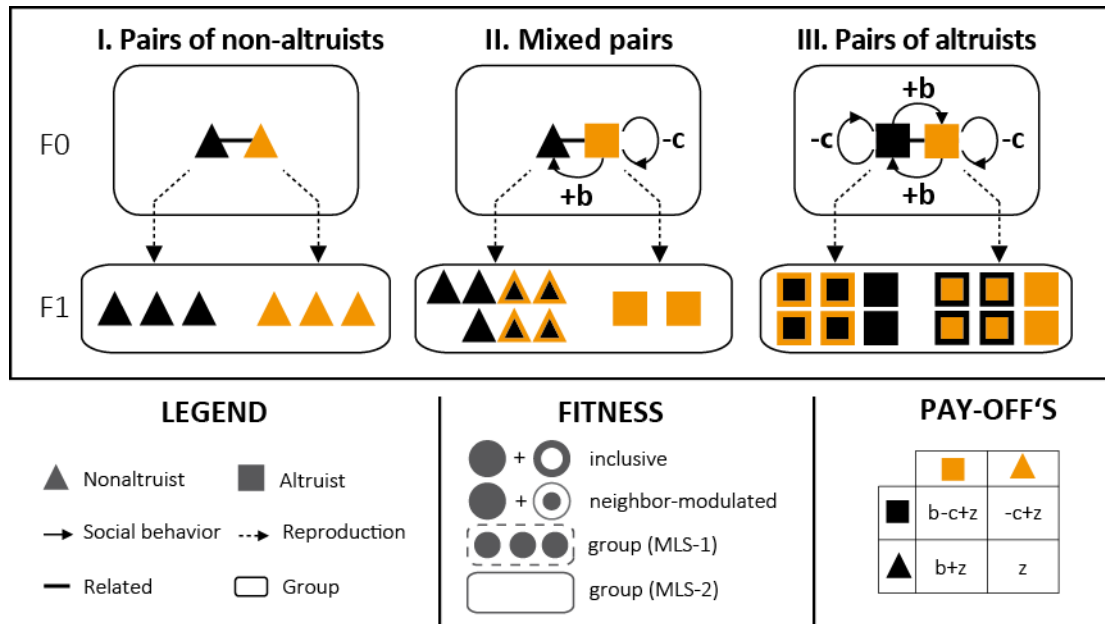 I. Pairs of non-altruists
II. Mixed pairs
III. Pairs of altruists
F0
-c
+b
+b
-c
-c
+b
F1
LEGEND
Nonaltruist
Altruist
Social behavior
Reproduction
Related
Group
FITNESS
+
inclusive
+
neighbor-modulated
group (MLS-1)
group (MLS-2)
PAY-OFF‘S
b-c+z
-c+z
b+z
z